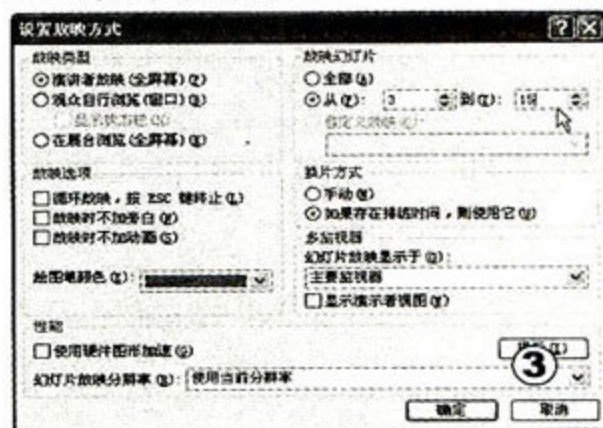 设置放映方式
放映类型
演讲者放映(全屏幕)(P)
观众自行浏览(窗口)(B)
在展台浏览(全屏幕)(K)
放映选项
循环放映，按 ESC 键终止(L)
放映时不加旁白(N)
放映时不加动画(S)
绘图笔颜色(E):
放映幻灯片
全部(A)
从(F): 3 到(T): 15
自定义放映(C):
换片方式
手动(M)
如果存在排练时间，则使用它(U)
多监视器
幻灯片放映显示于(O):
主要监视器
显示演示者视图(W)
性能
使用硬件图形加速(G)
3
幻灯片放映分辨率(R): 使用当前分辨率
确定 取消